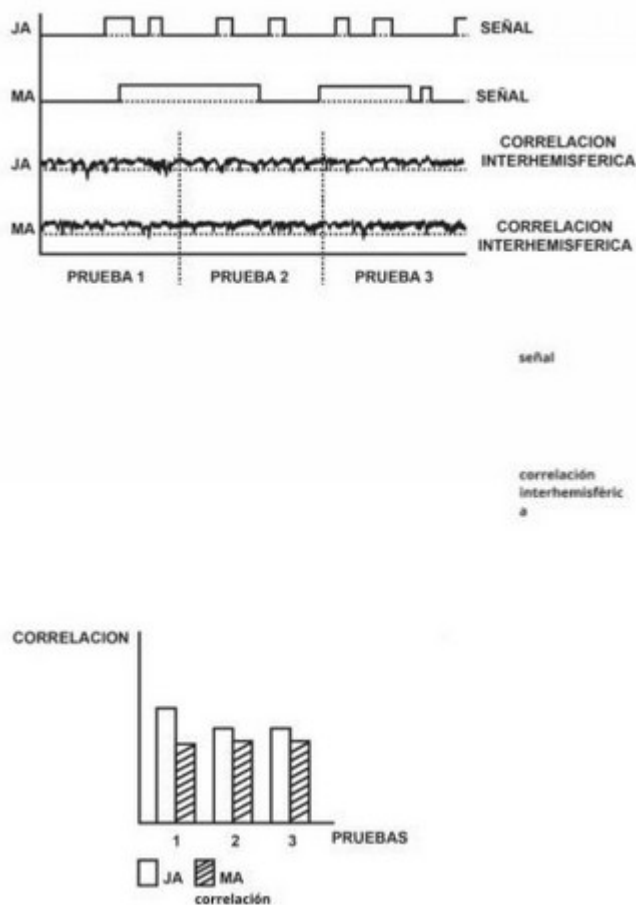 JA SEÑAL
MA SEÑAL
JA CORRELACION
INTERHEMISFERICA
MA CORRELACION
INTERHEMISFERICA
PRUEBA 1 PRUEBA 2 PRUEBA 3
señal
correlación
interhemisféric
a
CORRELACION
1 2 3 PRUEBAS
JA MA
correlación